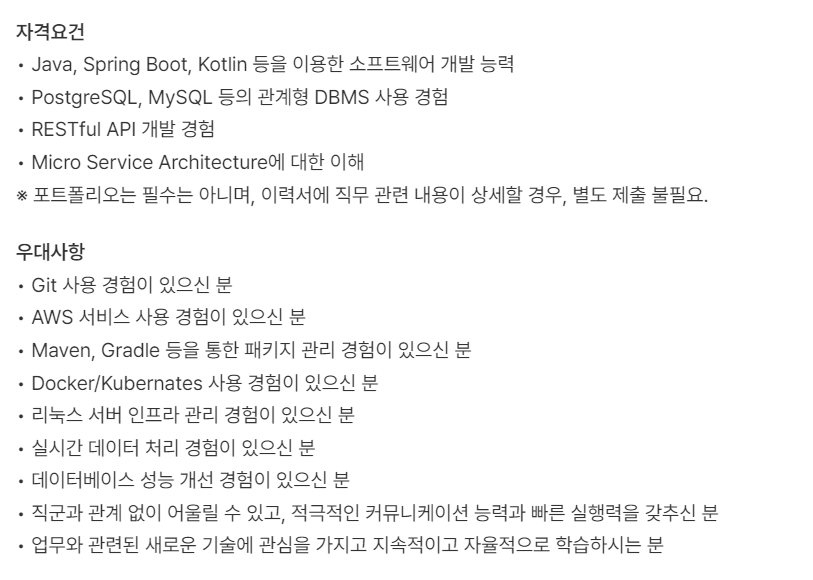 자격요건
• Java, Spring Boot, Kotlin 등을 이용한 소프트웨어 개발 능력
• PostgreSQL, MySQL 등의 관계형 DBMS 사용 경험
• RESTful API 개발 경험
• Micro Service Architecture에 대한 이해
※ 포트폴리오는 필수는 아니며, 이력서에 직무 관련 내용이 상세할 경우, 별도 제출 불필요.
우대사항
• Git 사용 경험이 있으신 분
• AWS 서비스 사용 경험이 있으신 분
• Maven, Gradle 등을 통한 패키지 관리 경험이 있으신 분
• Docker/Kubernates 사용 경험이 있으신 분
• 리눅스 서버 인프라 관리 경험이 있으신 분
• 실시간 데이터 처리 경험이 있으신 분
• 데이터베이스 성능 개선 경험이 있으신 분
• 직군과 관계 없이 어울릴 수 있고, 적극적인 커뮤니케이션 능력과 빠른 실행력을 갖추신 분
• 업무와 관련된 새로운 기술에 관심을 가지고 지속적이고 자율적으로 학습하시는 분